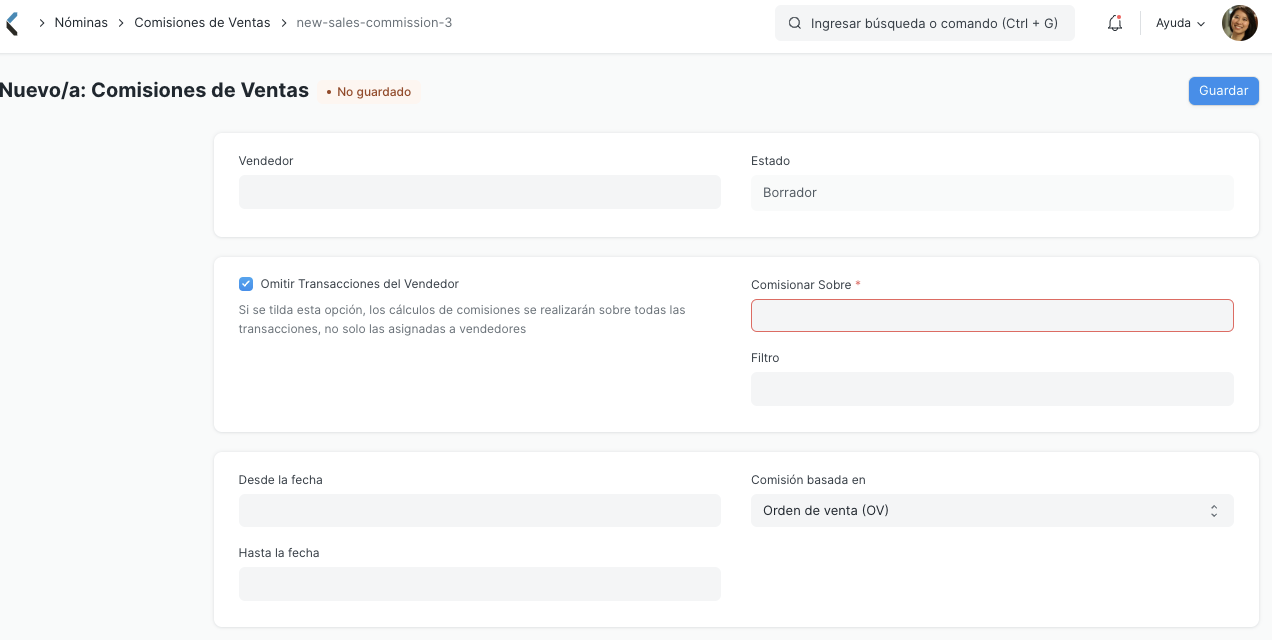 Nóminas
Comisiones de Ventas
new-sales-commission-3
Ingresar búsqueda o comando (Ctrl + G)
Ayuda
Nuevo/a: Comisiones de Ventas
No guardado
Guardar
Vendedor
Estado
Borrador
Omitir Transacciones del Vendedor
Si se tilda esta opción, los cálculos de comisiones se realizarán sobre todas las
transacciones, no solo las asignadas a vendedores
Comisionar Sobre *
Filtro
Desde la fecha
Comisión basada en
Orden de venta (OV)
Hasta la fecha